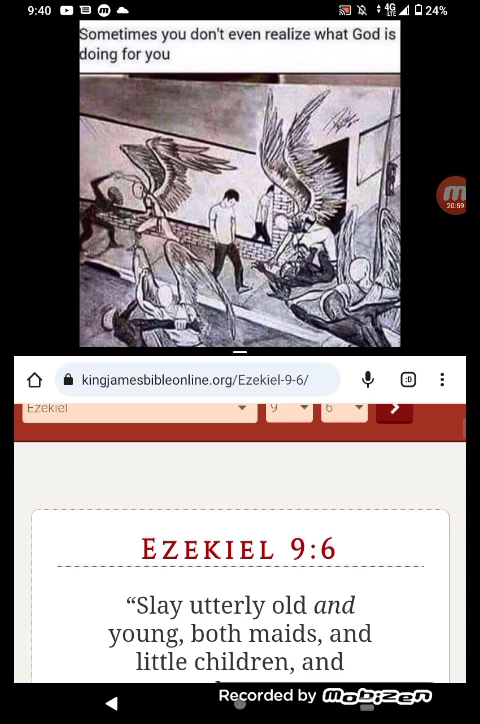 9:40
4G
LTE
24%
Sometimes you don't even realize what God is
doing for you
20:59
kingjamesbibleonline.org/Ezekiel-9-6/
:D
Ezekiel
9
6
EZEKIEL 9:6
“Slay utterly old and
young, both maids, and
little children, and
Recorded by MOBIZEN